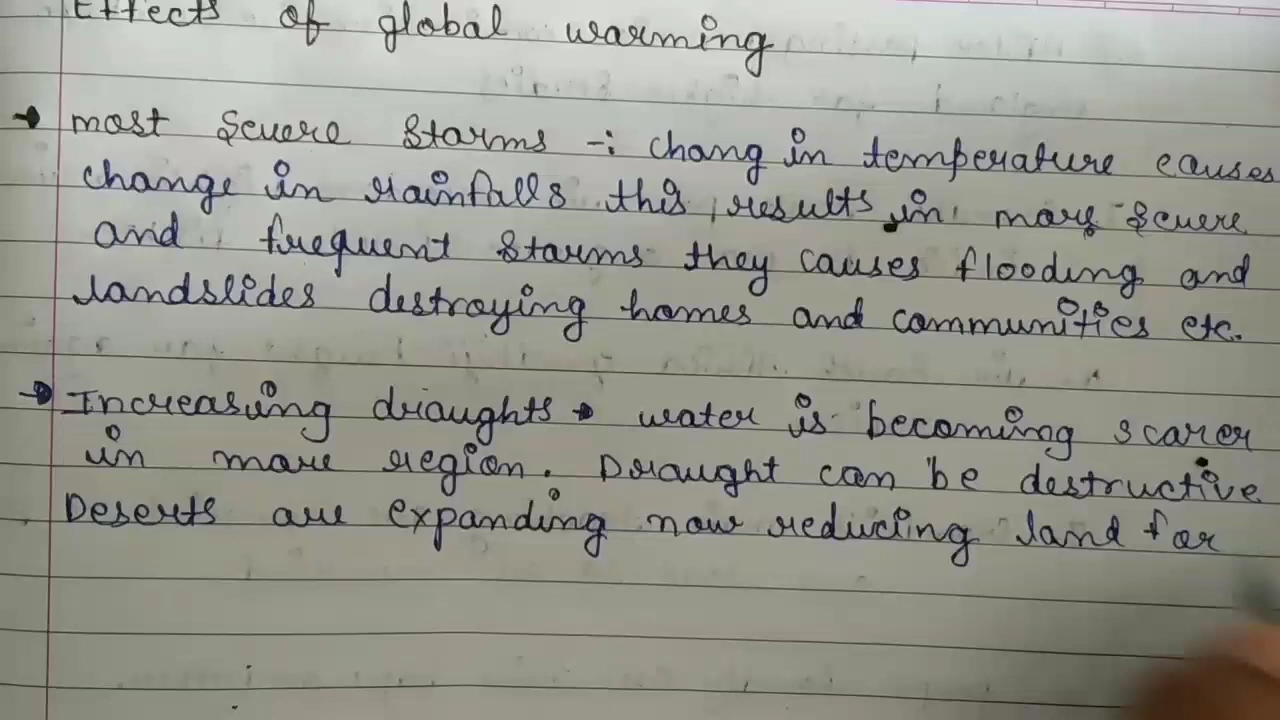 Effects of global warming
→ most severe storms -: chang in temperature causes
change in rainfalls this results in more severe
and frequent storms they causes flooding and
landslides destroying homes and communities etc.
→ Increasing droughts → water is becoming scarer
in more region. Drought can be destructive
Deserts are expanding now reducing land for